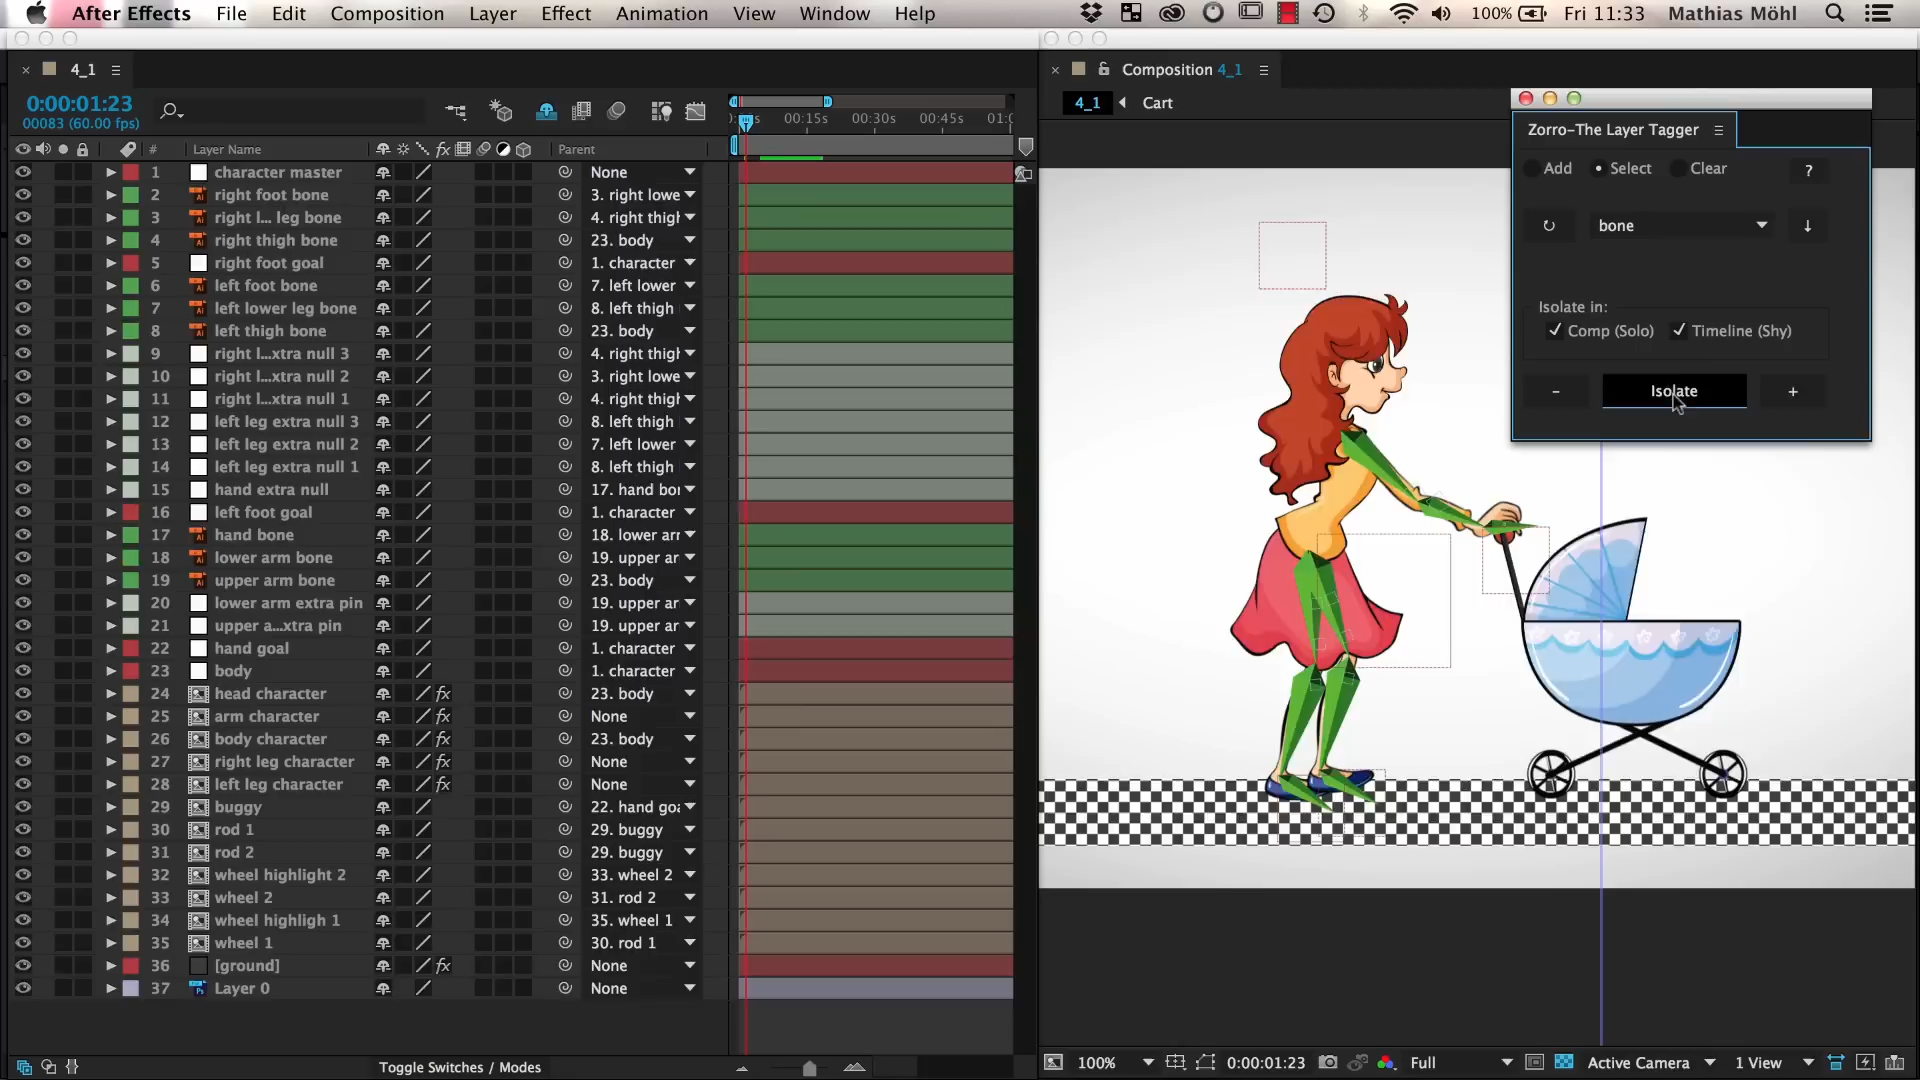 After Effects File Edit Composition Layer Effect Animation View Window Help 100% Fri 11:33 Mathias Möhl
4_1
Composition 4_1
0:00:01:23
00083 (60.00 fps)
00:15s 00:30s 00:45s
4_1 Cart
# Layer Name fx Parent
1 character master None
2 right foot bone 3. right lowe
3 right l... leg bone 4. right thigh
4 right thigh bone 23. body
5 right foot goal 1. character
6 left foot bone 7. left lower
7 left lower leg bone 8. left thigh
8 left thigh bone 23. body
9 right l...xtra null 3 4. right thigh
10 right l...xtra null 2 3. right lowe
11 right l...xtra null 1 4. right thigh
12 left leg extra null 3 8. left thigh
13 left leg extra null 2 7. left lower
14 left leg extra null 1 8. left thigh
15 hand extra null 17. hand bo
16 left foot goal 1. character
17 hand bone 18. lower arr
18 lower arm bone 19. upper ar
19 upper arm bone 23. body
20 lower arm extra pin 19. upper ar
21 upper a...xtra pin 19. upper ar
22 hand goal 1. character
23 body 1. character
24 head character fx 23. body
25 arm character fx None
26 body character fx 23. body
27 right leg character fx None
28 left leg character fx None
29 buggy 22. hand goa
30 rod 1 29. buggy
31 rod 2 29. buggy
32 wheel highlight 2 33. wheel 2
33 wheel 2 31. rod 2
34 wheel highligh 1 35. wheel 1
35 wheel 1 30. rod 1
36 [ground] fx None
37 Layer 0 None
Toggle Switches / Modes
Zorro-The Layer Tagger
Add Select Clear ?
bone
Isolate in:
Comp (Solo) Timeline (Shy)
- Isolate +
100% 0:00:01:23 Full Active Camera 1 View